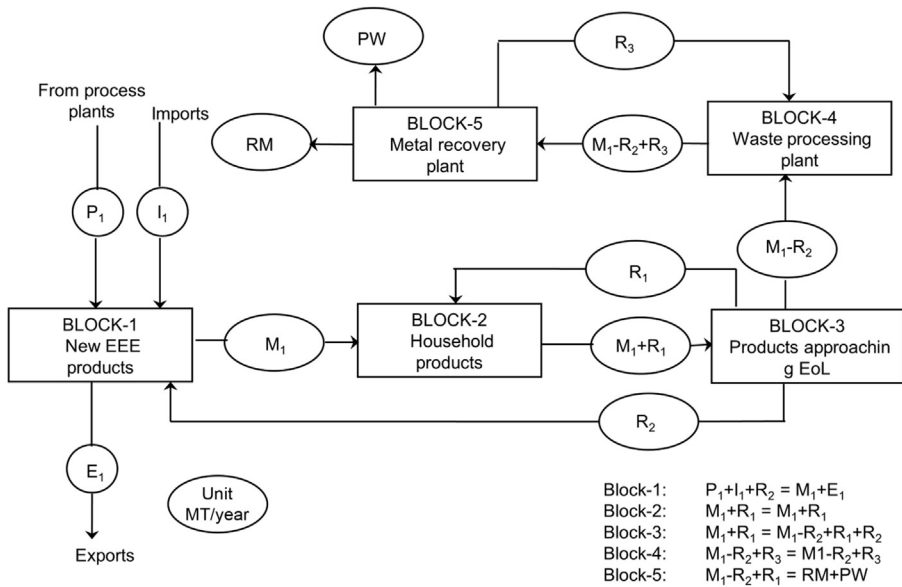 PW
R₃
From process
plants
Imports
RM
BLOCK-5
Metal recovery
plant
M₁-R₂+R₃
BLOCK-4
Waste processing
plant
P₁
I₁
M₁-R₂
R₁
BLOCK-1
New EEE
products
M₁
BLOCK-2
Household
products
M₁+R₁
BLOCK-3
Products approachin
g EoL
R₂
E₁
Unit
MT/year
Exports
Block-1: P₁+I₁+R₂ = M₁+E₁
Block-2: M₁+R₁ = M₁+R₁
Block-3: M₁+R₁ = M₁-R₂+R₁+R₂
Block-4: M₁-R₂+R₃ = M1-R₂+R₃
Block-5: M₁-R₂+R₁ = RM+PW